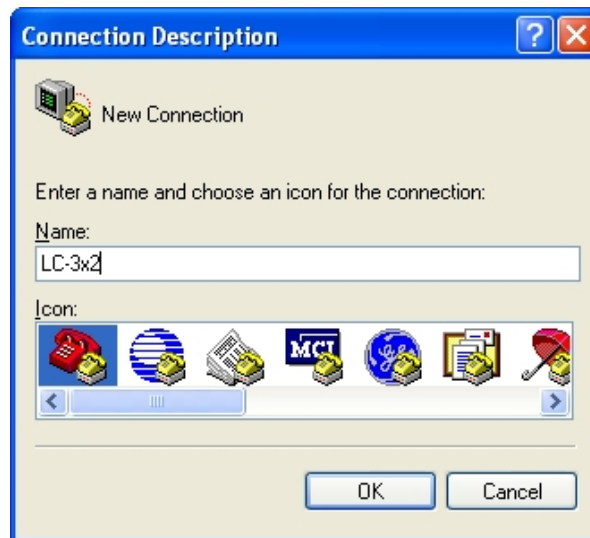 Connection Description
New Connection
Enter a name and choose an icon for the connection:
Name:
LC-3x2
Icon:
MCI
OK
Cancel